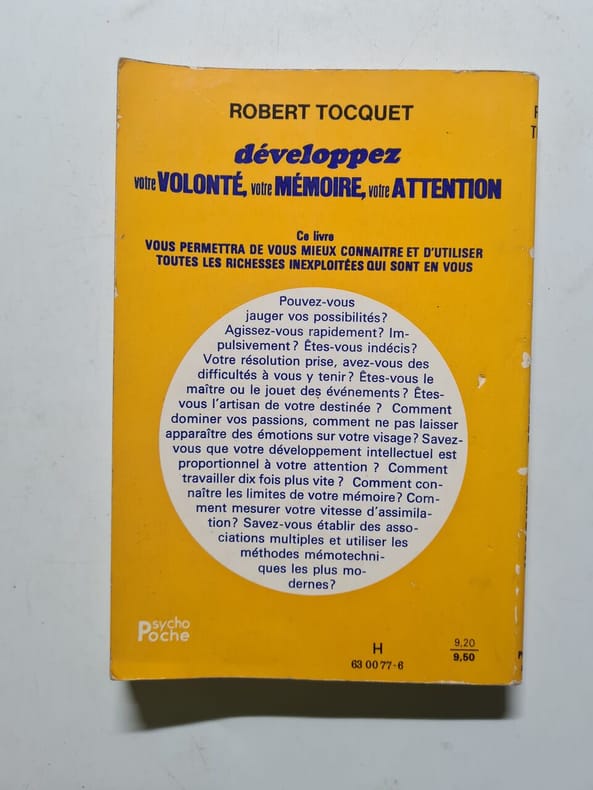 ROBERT TOCQUET
développez
votre VOLONTÉ, votre MÉMOIRE, votre ATTENTION
Ce livre
VOUS PERMETTRA DE VOUS MIEUX CONNAITRE ET D'UTILISER
TOUTES LES RICHESSES INEXPLOITÉES QUI SONT EN VOUS
Pouvez-vous
jauger vos possibilités?
Agissez-vous rapidement? Im-
pulsivement? Êtes-vous indécis?
Votre résolution prise, avez-vous des
difficultés à vous y tenir? Êtes-vous le
maître ou le jouet des événements? Êtes-
vous l'artisan de votre destinée ? Comment
dominer vos passions, comment ne pas laisser
apparaître des émotions sur votre visage? Savez-
vous que votre développement intellectuel est
proportionnel à votre attention ? Comment
travailler dix fois plus vite ? Comment con-
naître les limites de votre mémoire? Com-
ment mesurer votre vitesse d'assimila-
tion? Savez-vous établir des asso-
ciations multiples et utiliser les
méthodes mémotechni-
ques les plus mo-
dernes?
Psycho
Poche
H
63 00 77-6
9,20
9,50